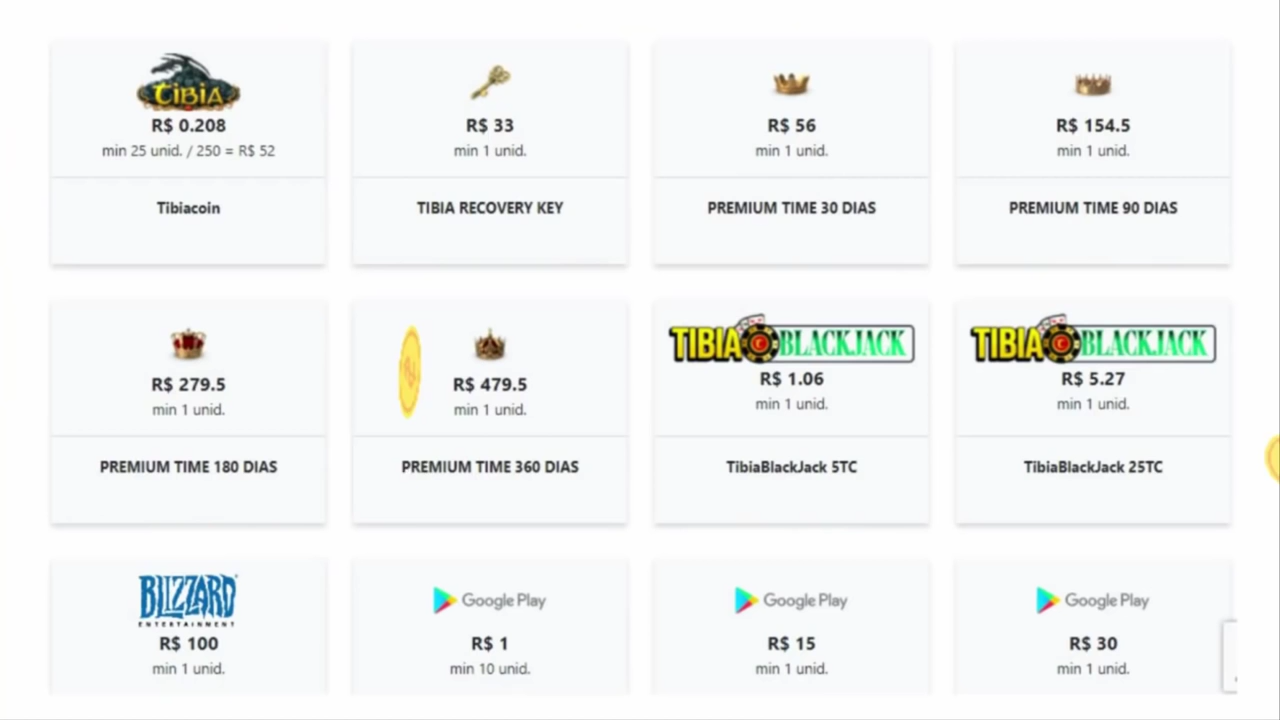 TIBIA
R$ 0.208
min 25 unid. / 250 = R$ 52
Tibiacoin
R$ 33
min 1 unid.
TIBIA RECOVERY KEY
R$ 56
min 1 unid.
PREMIUM TIME 30 DIAS
R$ 154.5
min 1 unid.
PREMIUM TIME 90 DIAS
R$ 279.5
min 1 unid.
PREMIUM TIME 180 DIAS
R$ 479.5
min 1 unid.
PREMIUM TIME 360 DIAS
TIBIA BLACKJACK
R$ 1.06
min 1 unid.
TibiaBlackJack 5TC
TIBIA BLACKJACK
R$ 5.27
min 1 unid.
TibiaBlackJack 25TC
BLIZZARD
ENTERTAINMENT
R$ 100
min 1 unid.
Google Play
R$ 1
min 10 unid.
Google Play
R$ 15
min 1 unid.
Google Play
R$ 30
min 1 unid.